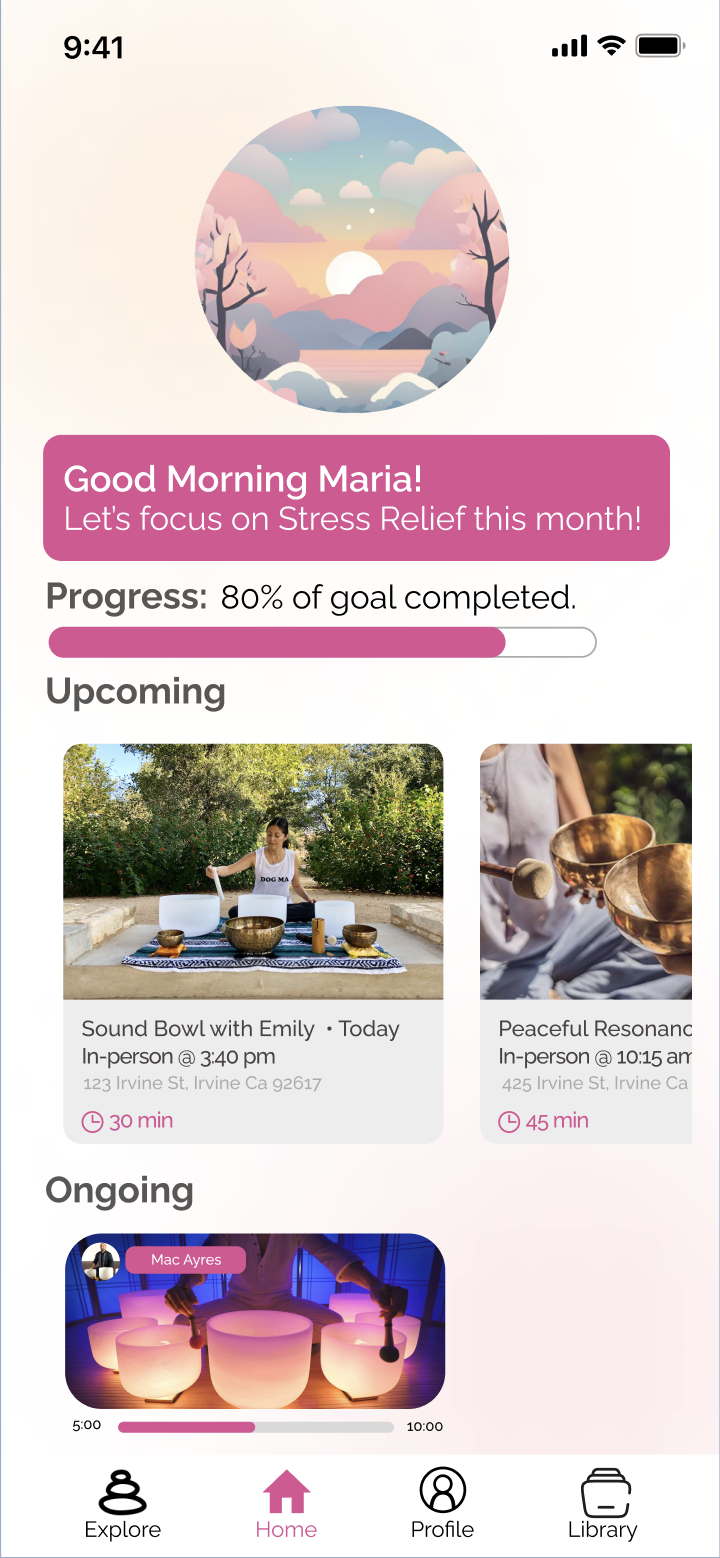 9:41
Good Morning Maria!
Let's focus on Stress Relief this month!
Progress: 80% of goal completed.
Upcoming
DOG MA
Sound Bowl with Emily • Today
In-person @ 3:40 pm
123 Irvine St, Irvine Ca 92617
30 min
Peaceful Resonanc
In-person @ 10:15 am
425 Irvine St, Irvine Ca
45 min
Ongoing
Mac Ayres
5:00
10:00
Explore
Home
Profile
Library